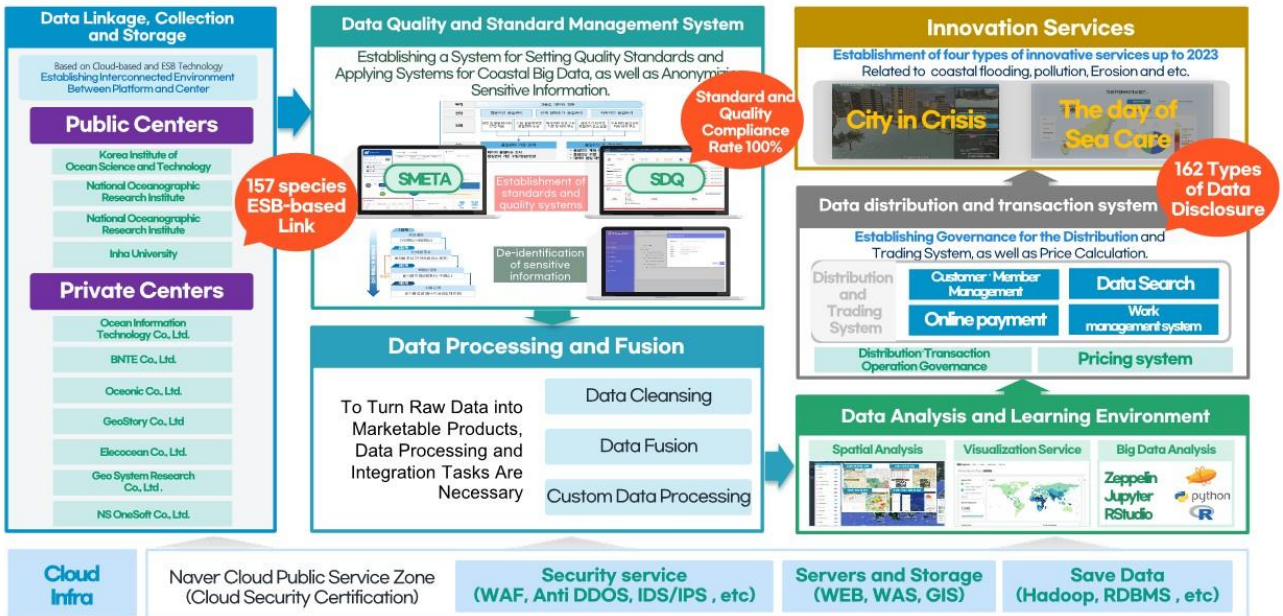 Data Linkage, Collection
and Storage
Based on Cloud-based and ESB Technology
Establishing Interconnected Environment
Between Platform and Center
Public Centers
Korea Institute of
Ocean Science and Technology
National Oceanographic
Research Institute
National Oceanographic
Research Institute
Inha University
Private Centers
Ocean Information
Technology Co., Ltd.
BNTE Co., Ltd.
Oceonic Co., Ltd.
GeoStory Co., Ltd
Elecocean Co., Ltd.
Geo System Research
Co., Ltd .
NS OneSoft Co., Ltd.
157 species
ESB-based
Link
Data Quality and Standard Management System
Establishing a System for Setting Quality Standards and
Applying Systems for Coastal Big Data, as well as Anonymizing
Sensitive Information.
Standard and
Quality
Compliance
Rate 100%
SMETA
Establishment of
standards and
quality systems
SDQ
De-identification
of sensitive
information
Data Processing and Fusion
To Turn Raw Data into
Marketable Products,
Data Processing and
Integration Tasks Are
Necessary
Data Cleansing
Data Fusion
Custom Data Processing
Innovation Services
Establishment of four types of innovative services up to 2023
Related to coastal flooding, pollution, Erosion and etc.
City in Crisis
The day of
Sea Care
162 Types
of Data
Disclosure
Data distribution and transaction system
Establishing Governance for the Distribution and
Trading System, as well as Price Calculation.
Distribution
and
Trading
System
Customer·Member
Management
Data Search
Online payment
Work
management system
Distribution·Transaction
Operation Governance
Pricing system
Data Analysis and Learning Environment
Spatial Analysis
Visualization Service
Big Data Analysis
Zeppelin
Jupyter
RStudio
python
R
Cloud
Infra
Naver Cloud Public Service Zone
(Cloud Security Certification)
Security service
(WAF, Anti DDOS, IDS/IPS , etc)
Servers and Storage
(WEB, WAS, GIS)
Save Data
(Hadoop, RDBMS , etc)